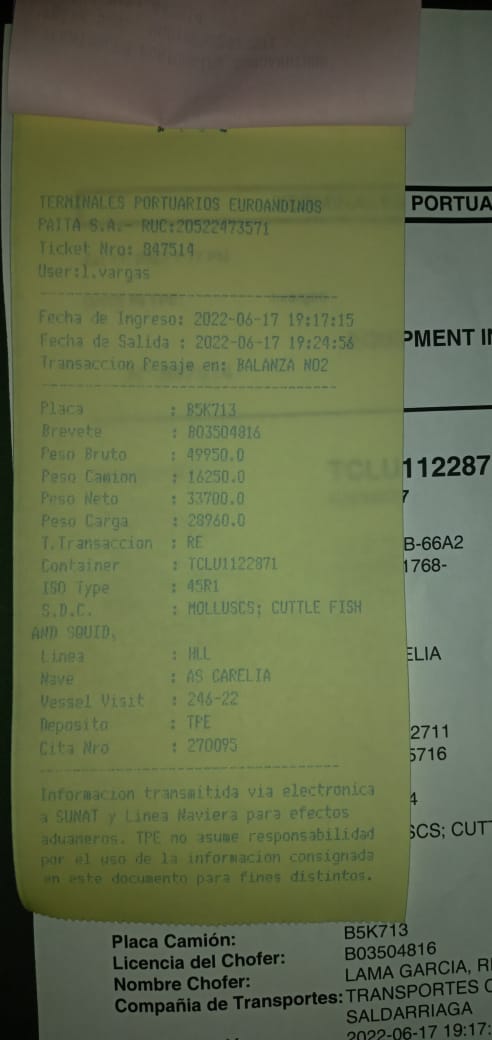 TERMINALES PORTUARIOS EUROANDINOS
PAITA S.A.- RUC:20522473571
Ticket Nro: 847514
User:l.vargas
Fecha de Ingreso: 2022-06-17 19:17:15
Fecha de Salida : 2022-06-17 19:24:56
Transaccion Pesaje en: BALANZA NO2
Placa : B5K713
Brevete : B03504816
Peso Bruto : 49950.0
Peso Camion : 16250.0
Peso Neto : 33700.0
Peso Carga : 28960.0
T.Transaccion : RE
Container : TCLU1122871
ISO Type : 45R1
S.D.C. : MOLLUSCS; CUTTLE FISH
AND SQUID,
Linea : HLL
Nave : AS CARELIA
Vessel Visit : 246-22
Deposito : TPE
Cita Nro : 270095
Informacion transmitida via electronica
a SUNAT y Linea Naviera para efectos
aduaneros. TPE no asume responsabilidad
por el uso de la informacion consignada
en este documento para fines distintos.
PORTUA
PMENT IN
TCLU112287
7
B-66A2
1768-
ELIA
2711
5716
4
SCS; CUTT
Placa Camión: B5K713
Licencia del Chofer: B03504816
Nombre Chofer: LAMA GARCIA, RI
Compañia de Transportes: TRANSPORTES C
SALDARRIAGA
2022-06-17 19:17: